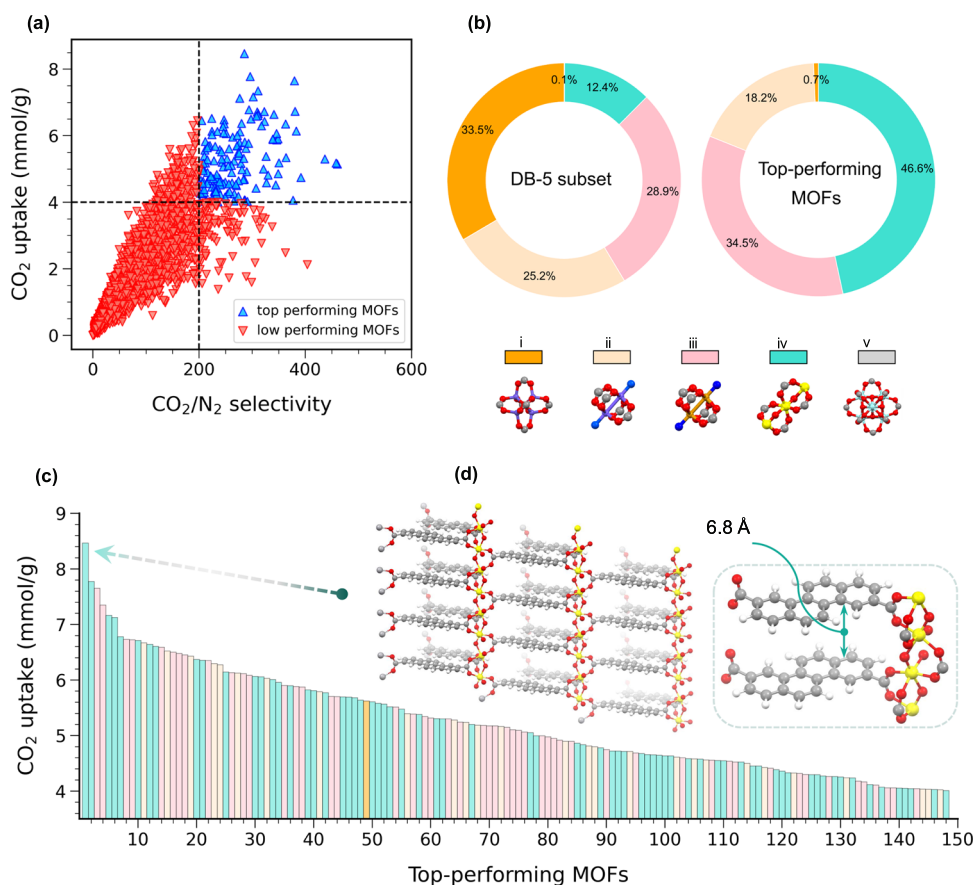 (a)
CO₂ uptake (mmol/g)
8
6
4
2
0
0
200
400
600
CO₂/N₂ selectivity
top performing MOFs
low performing MOFs
(b)
0.1%
12.4%
33.5%
28.9%
25.2%
DB-5 subset
0.7%
18.2%
46.6%
34.5%
Top-performing
MOFs
i
ii
iii
iv
v
(c)
CO₂ uptake (mmol/g)
9
8
7
6
5
4
10
20
30
40
50
60
70
80
90
100
110
120
130
140
150
Top-performing MOFs
(d)
6.8 Å